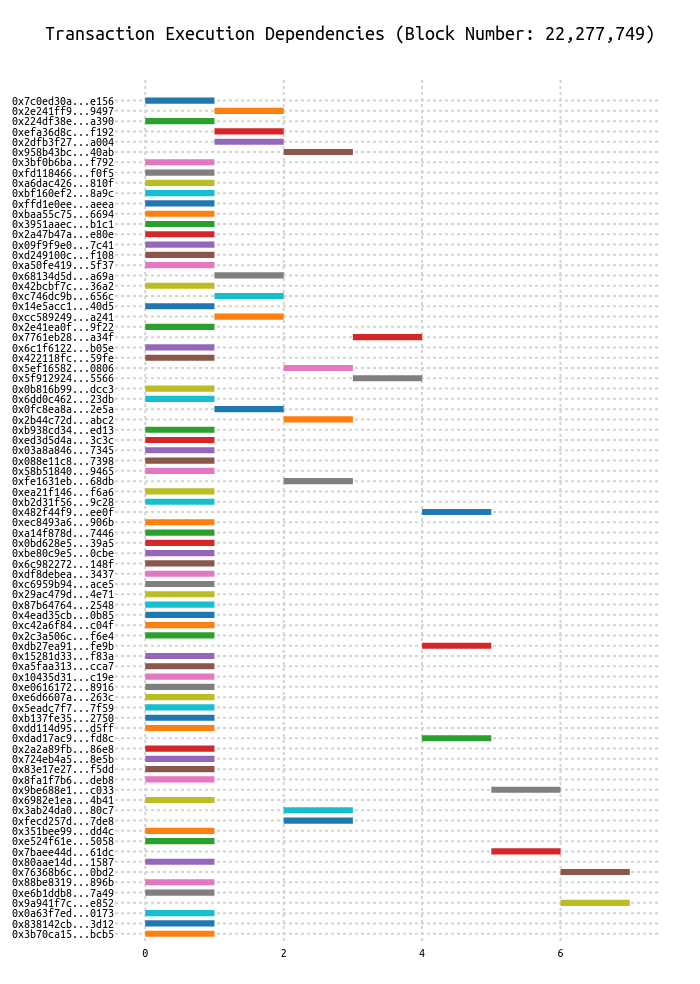 Transaction Execution Dependencies (Block Number: 22,277,749)
0x7c0ed30a...e156
0x2e241ff9...9497
0x224df38e...a390
0xefa36d8c...f192
0x2dfb3f27...a004
0x958b43bc...40ab
0x3bf0b6ba...f792
0xfd118466...f0f5
0xa6dac426...810f
0xbf160ef2...8a9c
0xffd1e0ee...aeea
0xbaa55c75...6694
0x3951aaec...b1c1
0x2a47b47a...e80e
0x09f9f9e0...7c41
0xd249100c...f108
0xa50fe419...5f37
0x68134d5d...a69a
0x42bcbf7c...36a2
0xc746dc9b...656c
0x14e5acc1...40d5
0xcc589249...a241
0x2e41ea0f...9f22
0x7761eb28...a34f
0x6c1f6122...b05e
0x422118fc...59fe
0x5ef16582...0806
0x5f912924...5566
0x0b816b99...dcc3
0x6dd0c462...23db
0x0fc8ea8a...2e5a
0x2b44c72d...abc2
0xb938cd34...ed13
0xed3d5d4a...3c3c
0x03a8a846...7345
0x088e11c8...7398
0x58b51840...9465
0xfe1631eb...68db
0xea21f146...f6a6
0xb2d31f56...9c28
0x482f44f9...ee0f
0xec8493a6...906b
0xa14f878d...7446
0x0bd628e5...39a5
0xbe80c9e5...0cbe
0x6c982272...148f
0xdf8debea...3437
0xc6959b94...ace5
0x29ac479d...4e71
0x87b64764...2548
0x4ead35cb...0b85
0xc42a6f84...c04f
0x2c3a506c...f6e4
0xdb27ea91...fe9b
0x15281d33...f83a
0xa5faa313...cca7
0x10435d31...c19e
0xe0616172...8916
0xe6d6607a...263c
0x5eadc7f7...7f59
0xb137fe35...2750
0xdd114d95...d5ff
0xdad17ac9...fd8c
0x2a2a89fb...86e8
0x724eb4a5...8e5b
0x83e17e27...f5dd
0x8fa1f7b6...deb8
0x9be688e1...c033
0x6982e1ea...4b41
0x3ab24da0...80c7
0xfecd257d...7de8
0x351bee99...dd4c
0xe524f61e...5058
0x7baee44d...61dc
0x80aae14d...1587
0x76368b6c...0bd2
0x88be8319...896b
0xe6b1ddb8...7a49
0x9a941f7c...e852
0x0a63f7ed...0173
0x838142cb...3d12
0x3b70ca15...bcb5
0 2 4 6